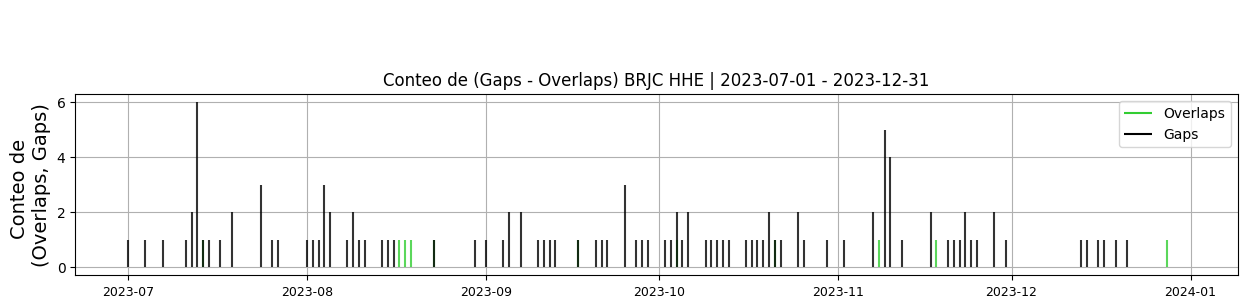 Conteo de (Gaps - Overlaps) BRJC HHE | 2023-07-01 - 2023-12-31
Conteo de
(Overlaps, Gaps)
6
4
2
0
Overlaps
Gaps
2023-07
2023-08
2023-09
2023-10
2023-11
2023-12
2024-01